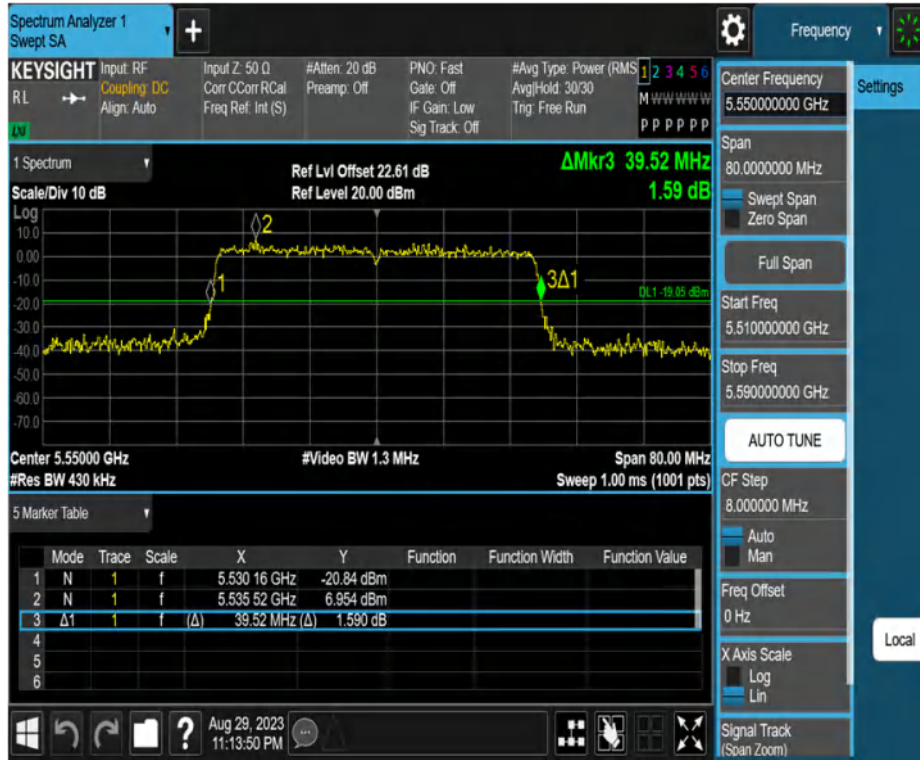 Spectrum Analyzer 1
Swept SA
+
Frequency
KEYSIGHT
RL
LXI
Input: RF
Coupling: DC
Align: Auto
Input Z: 50 Ω
Corr CCorr RCal
Freq Ref: Int (S)
#Atten: 20 dB
Preamp: Off
PNO: Fast
Gate: Off
IF Gain: Low
Sig Track: Off
#Avg Type: Power (RMS
Avg|Hold: 30/30
Trig: Free Run
1 2 3 4 5 6
M W W W W W
P P P P P P
Center Frequency
5.550000000 GHz
Settings
Span
80.0000000 MHz
Swept Span
Zero Span
Full Span
Start Freq
5.510000000 GHz
Stop Freq
5.590000000 GHz
AUTO TUNE
CF Step
8.000000 MHz
Auto
Man
Freq Offset
0 Hz
X Axis Scale
Log
Lin
Signal Track
(Span Zoom)
Local
1 Spectrum
Scale/Div 10 dB
Ref Lvl Offset 22.61 dB
Ref Level 20.00 dBm
ΔMkr3 39.52 MHz
1.59 dB
Log
10.0
0.00
-10.0
-20.0
-30.0
-40.0
-50.0
-60.0
-70.0
2
1
3Δ1
DL1 -19.05 dBm
Center 5.55000 GHz
#Video BW 1.3 MHz
Span 80.00 MHz
#Res BW 430 kHz
Sweep 1.00 ms (1001 pts)
5 Marker Table
Mode Trace Scale X Y Function Function Width Function Value
1 N 1 f 5.530 16 GHz -20.84 dBm
2 N 1 f 5.535 52 GHz 6.954 dBm
3 Δ1 1 f (Δ) 39.52 MHz (Δ) 1.590 dB
4
5
6
?
Aug 29, 2023
11:13:50 PM